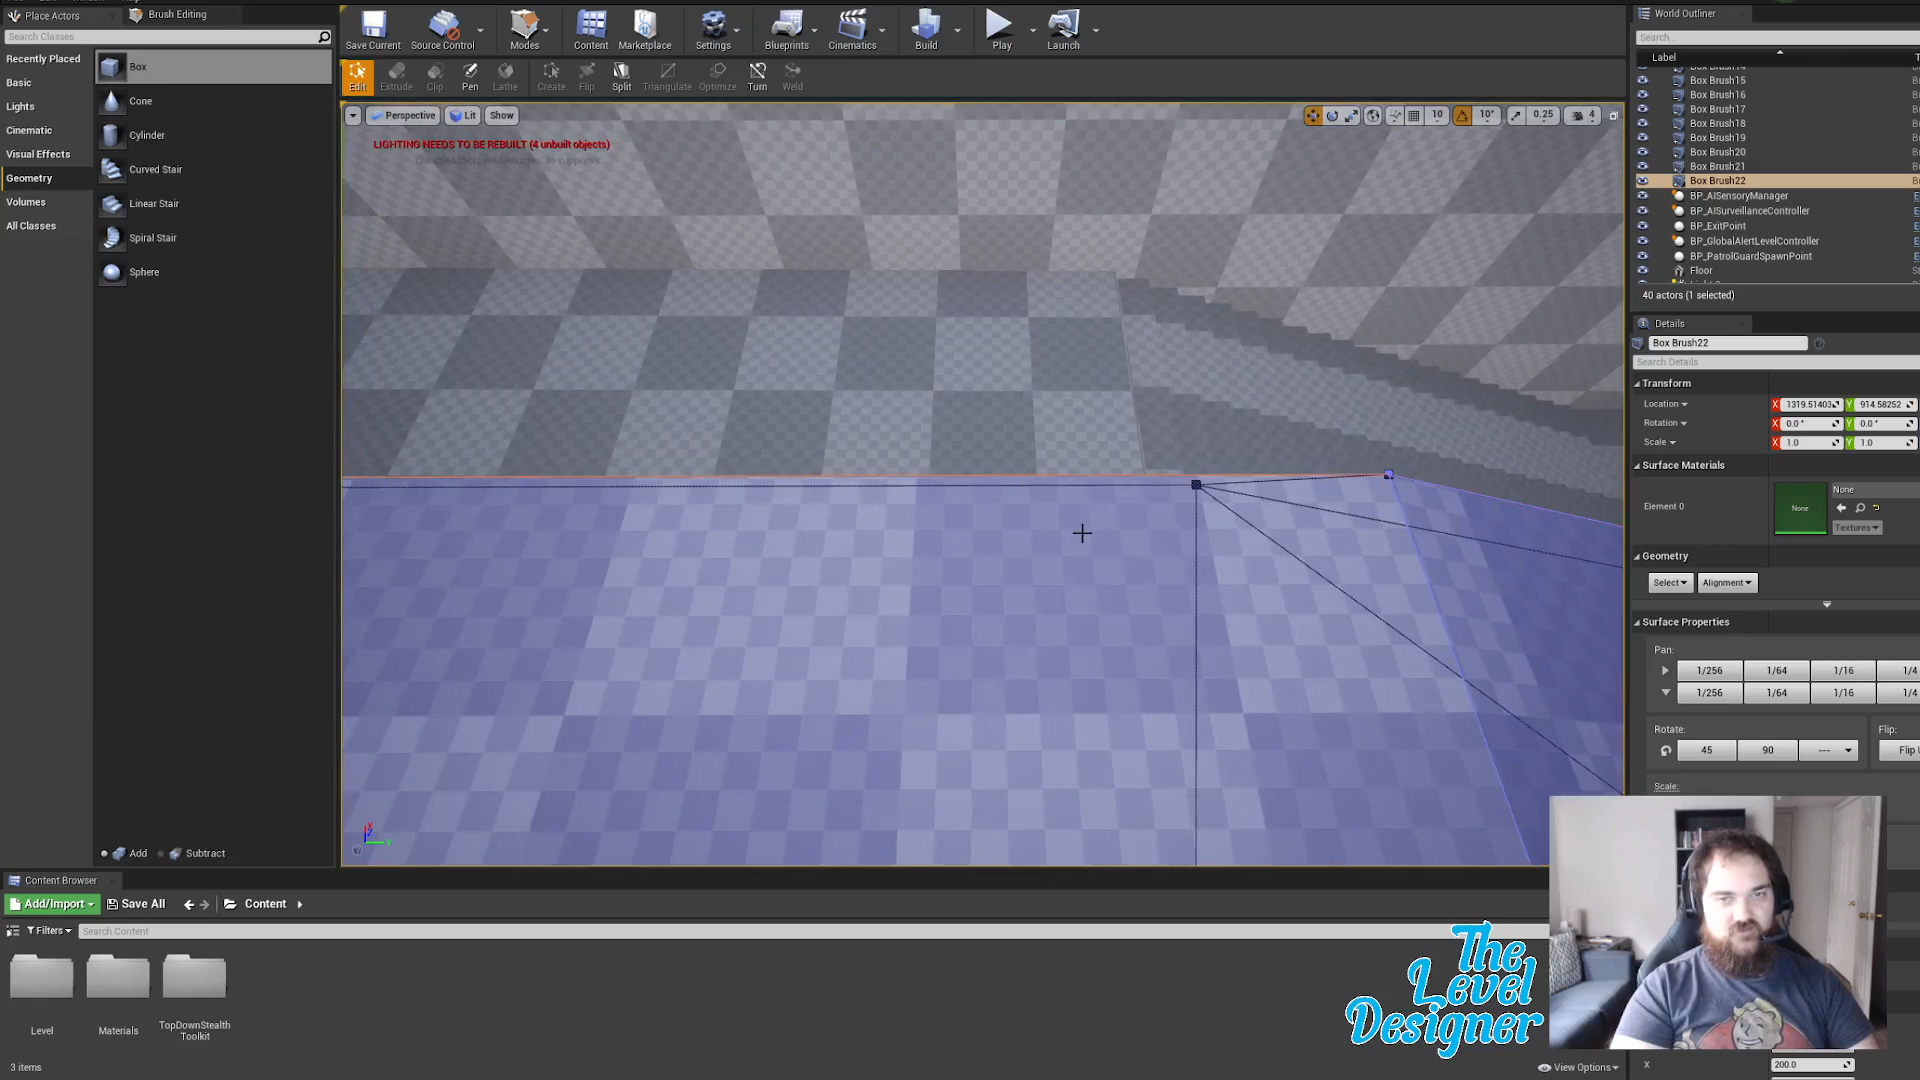 Place Actors
Brush Editing
Search Classes
Recently Placed
Basic
Lights
Cinematic
Visual Effects
Geometry
Volumes
All Classes
Box
Cone
Cylinder
Curved Stair
Linear Stair
Spiral Stair
Sphere
Add
Subtract
Save Current
Source Control
Modes
Content
Marketplace
Settings
Blueprints
Cinematics
Build
Play
Launch
Edit
Extrude
Clip
Pen
Lathe
Create
Flip
Split
Triangulate
Optimize
Turn
Weld
Perspective
Lit
Show
10
10°
0.25
4
LIGHTING NEEDS TO BE REBUILT (4 unbuilt objects)
World Outliner
Search...
Label
Box Brush14
Box Brush15
Box Brush16
Box Brush17
Box Brush18
Box Brush19
Box Brush20
Box Brush21
Box Brush22
BP_AISensoryManager
BP_AISurveillanceController
BP_ExitPoint
BP_GlobalAlertLevelController
BP_PatrolGuardSpawnPoint
Floor
40 actors (1 selected)
Details
Box Brush22
Search Details
Transform
Location X 1319.51403 Y 914.58252
Rotation X 0.0° Y 0.0°
Scale X 1.0 Y 1.0
Surface Materials
Element 0
None
None
Textures
Geometry
Select
Alignment
Surface Properties
Pan:
1/256 1/64 1/16 1/4
1/256 1/64 1/16 1/4
Rotate:
Flip:
45 90 ---
Flip U
Scale:
Content Browser
Add/Import
Save All
Content
Filters
Search Content
Level
Materials
TopDownStealth
Toolkit
3 items
View Options
X 200.0
The
Level
Designer